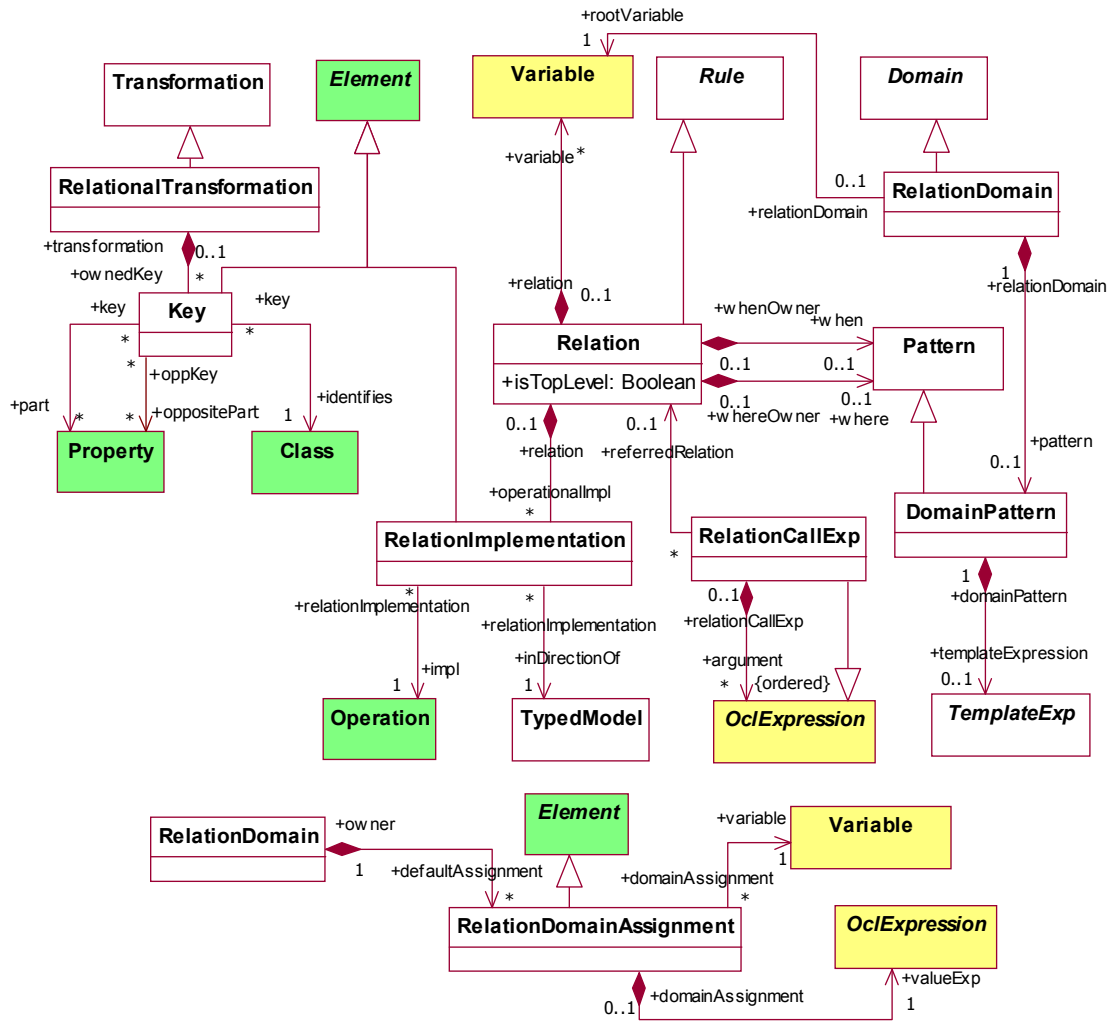 +rootVariable
1
Transformation
Element
Variable
Rule
Domain
+variable
*
RelationalTransformation
0..1
RelationDomain
+relationDomain
+transformation
0..1
+ownedKey
*
1
+relationDomain
+relation
0..1
+key
Key
+key
*
*
*
+whenOwner
+when
Relation
0..1
0..1
Pattern
+isTopLevel: Boolean
+oppKey
+part
*
*
+oppositePart
1
+identifies
0..1
0..1
+whereOwner
+where
0..1
+relation
0..1
+referredRelation
Property
Class
+pattern
0..1
+operationalImpl
*
DomainPattern
RelationImplementation
RelationCallExp
*
*
*
+relationImplementation
+relationImplementation
0..1
+relationCallExp
1
+domainPattern
+inDirectionOf
+impl
1
1
+argument
*
{ordered}
+templateExpression
0..1
Operation
TypedModel
OclExpression
TemplateExp
RelationDomain
+owner
1
Element
+variable
1
Variable
+defaultAssignment
*
+domainAssignment
*
RelationDomainAssignment
OclExpression
0..1
+domainAssignment
+valueExp
1